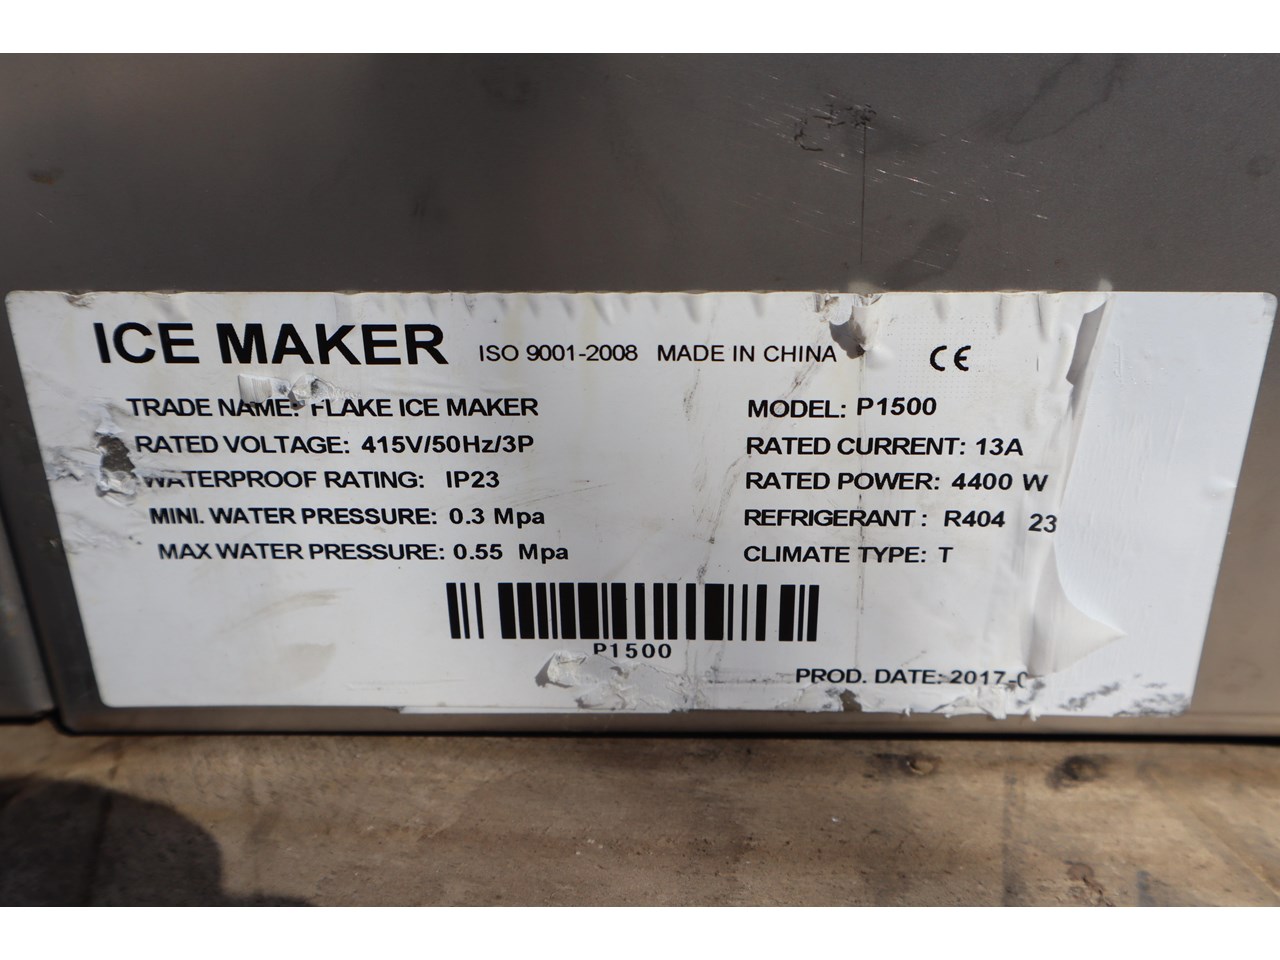 ICE MAKER ISO 9001-2008 MADE IN CHINA CE
TRADE NAME: FLAKE ICE MAKER MODEL: P1500
RATED VOLTAGE: 415V/50Hz/3P RATED CURRENT: 13A
WATERPROOF RATING: IP23 RATED POWER: 4400 W
MINI. WATER PRESSURE: 0.3 Mpa REFRIGERANT: R404 23
MAX WATER PRESSURE: 0.55 Mpa CLIMATE TYPE: T
P1500
PROD. DATE: 2017-0